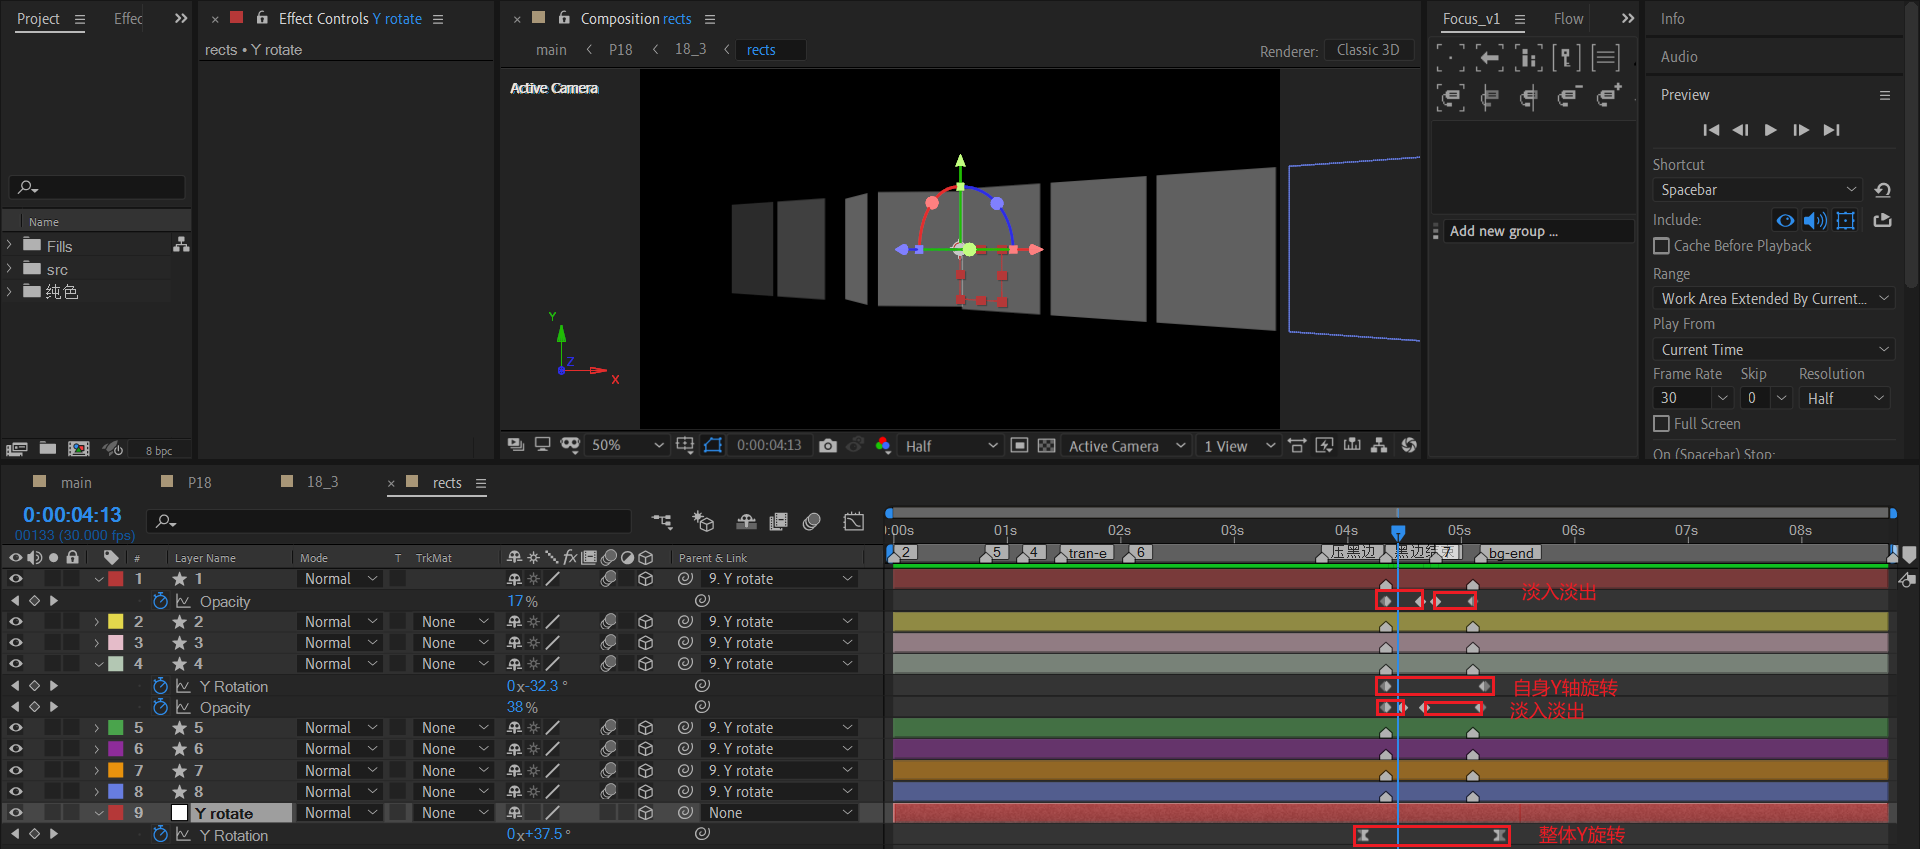 Project
Effec
Effect Controls Y rotate
rects • Y rotate
Composition rects
main < P18 < 18_3 < rects
Renderer: Classic 3D
Active Camera
Y
Z
X
Focus_v1
Flow
Add new group ...
Info
Audio
Preview
Shortcut
Spacebar
Include:
Cache Before Playback
Range
Work Area Extended By Current...
Play From
Current Time
Frame Rate Skip Resolution
30 0 Half
Full Screen
On (Spacebar) Stop:
Name
Fills
src
纯色
8 bpc
50% 0:00:04:13 Half Active Camera 1 View
main P18 18_3 rects
0:00:04:13
00133 (30.000 fps)
:00s 01s 02s 03s 04s 05s 06s 07s 08s
# Layer Name Mode T TrkMat Parent & Link
2 5 4 tran-e 6 压黑边 bg-end
1 1 Normal 9. Y rotate
Opacity 17% 淡入淡出
2 2 Normal None 9. Y rotate
3 3 Normal None 9. Y rotate
4 4 Normal None 9. Y rotate
Y Rotation 0x-32.3° 自身Y轴旋转
Opacity 38% 淡入淡出
5 5 Normal None 9. Y rotate
6 6 Normal None 9. Y rotate
7 7 Normal None 9. Y rotate
8 8 Normal None 9. Y rotate
9 Y rotate Normal None None
Y Rotation 0x+37.5° 整体Y旋转